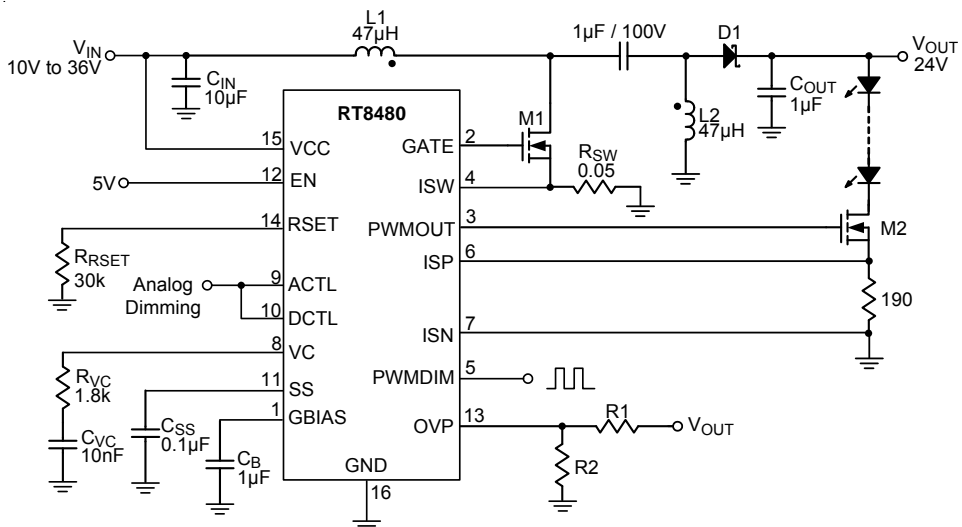 L1
47µH
1µF / 100V
D1
VIN
10V to 36V
VOUT
24V
CIN
10µF
COUT
1µF
RT8480
M1
L2
47µH
15
VCC
GATE
2
RSW
0.05
5V
12
EN
ISW
4
14
RSET
PWMOUT
3
M2
RRSET
30k
ISP
6
Analog
Dimming
9
ACTL
10
DCTL
190
ISN
7
8
VC
PWMDIM
5
RVC
1.8k
11
SS
1
GBIAS
OVP
13
R1
VOUT
CVC
10nF
CSS
0.1µF
CB
1µF
R2
GND
16